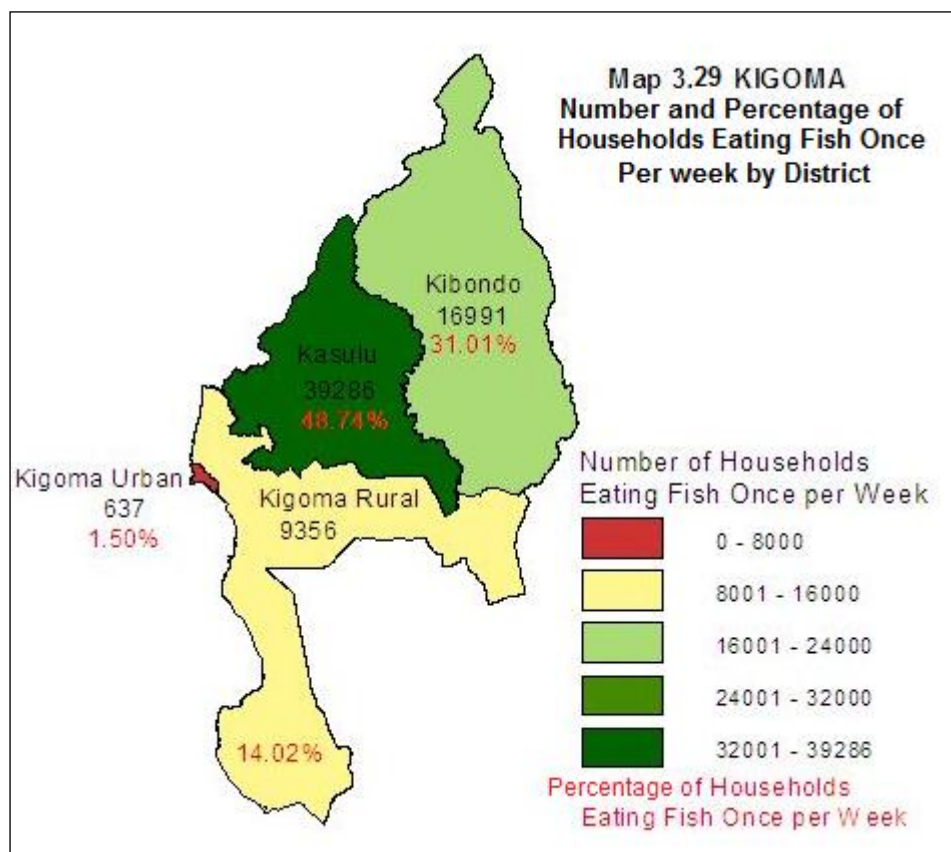 Map 3.29 KIGOMA
Number and Percentage of
Households Eating Fish Once
Per week by District
Kibondo
16991
31.01%
Kasulu
39286
48.74%
Kigoma Urban
637
1.50%
Kigoma Rural
9356
14.02%
Number of Households
Eating Fish Once per Week
0 - 8000
8001 - 16000
16001 - 24000
24001 - 32000
32001 - 39286
Percentage of Households
Eating Fish Once per Week